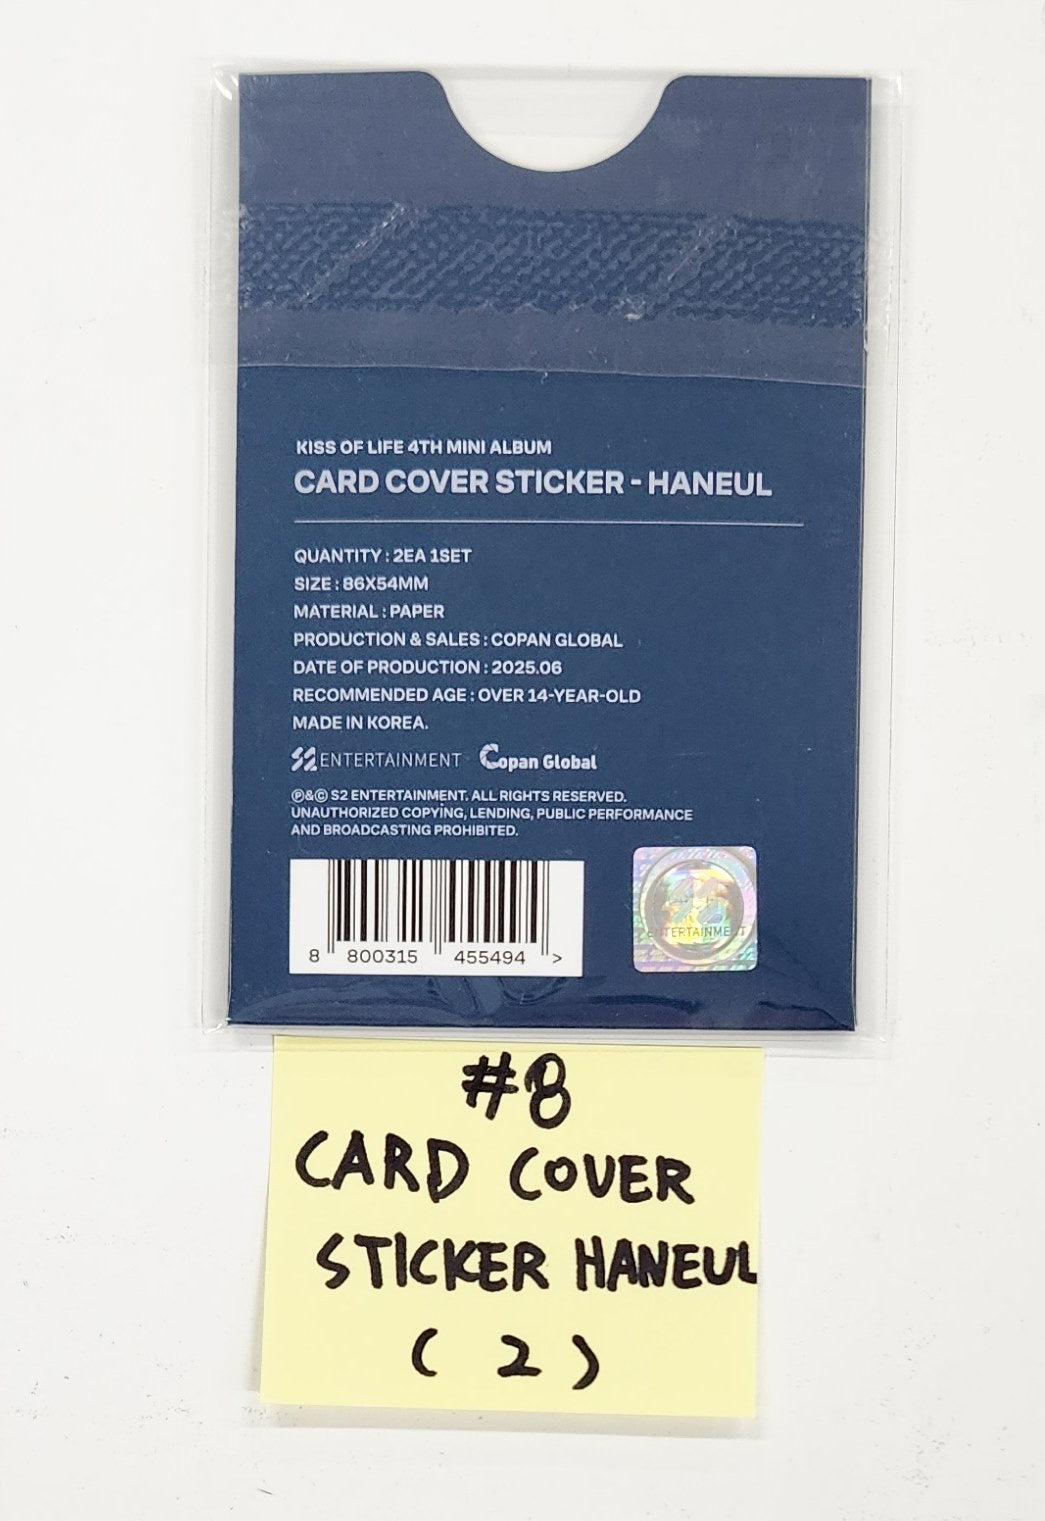 KISS OF LIFE 4TH MINI ALBUM
CARD COVER STICKER - HANEUL
QUANTITY : 2EA 1SET
SIZE : 86X54MM
MATERIAL : PAPER
PRODUCTION & SALES : COPAN GLOBAL
DATE OF PRODUCTION : 2025.06
RECOMMENDED AGE : OVER 14-YEAR-OLD
MADE IN KOREA.
S2 ENTERTAINMENT Copan Global
℗&© S2 ENTERTAINMENT. ALL RIGHTS RESERVED.
UNAUTHORIZED COPYING, LENDING, PUBLIC PERFORMANCE
AND BROADCASTING PROHIBITED.
S2
ENTERTAINMENT
8 800315 455494 >
#8
CARD COVER
STICKER HANEUL
( 2 )